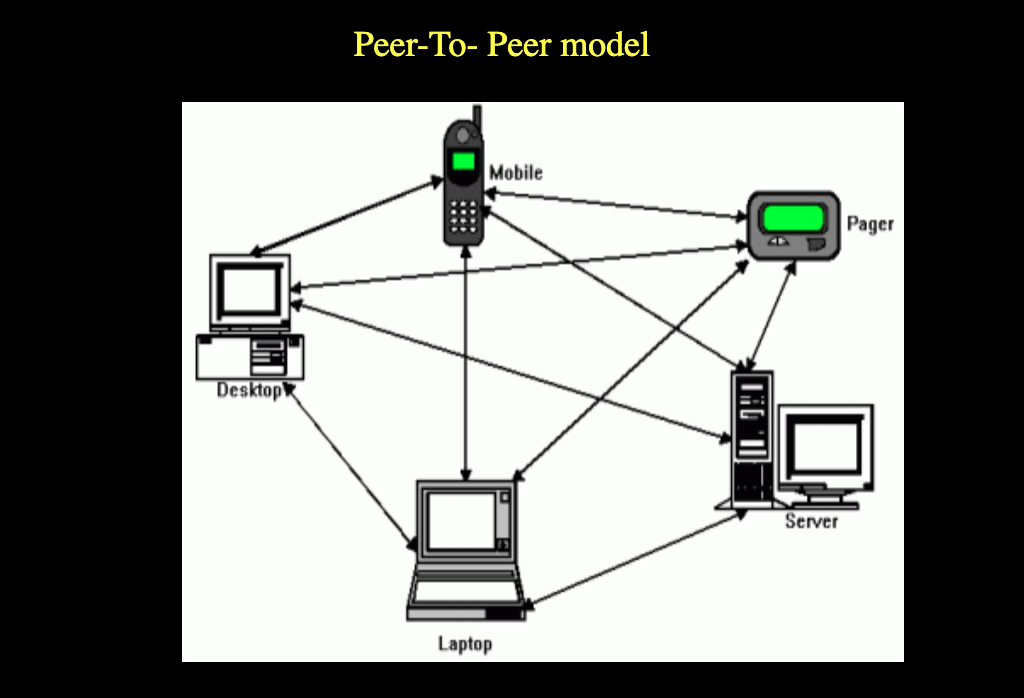 Peer-To- Peer model
Mobile
Pager
Desktop
Server
Laptop